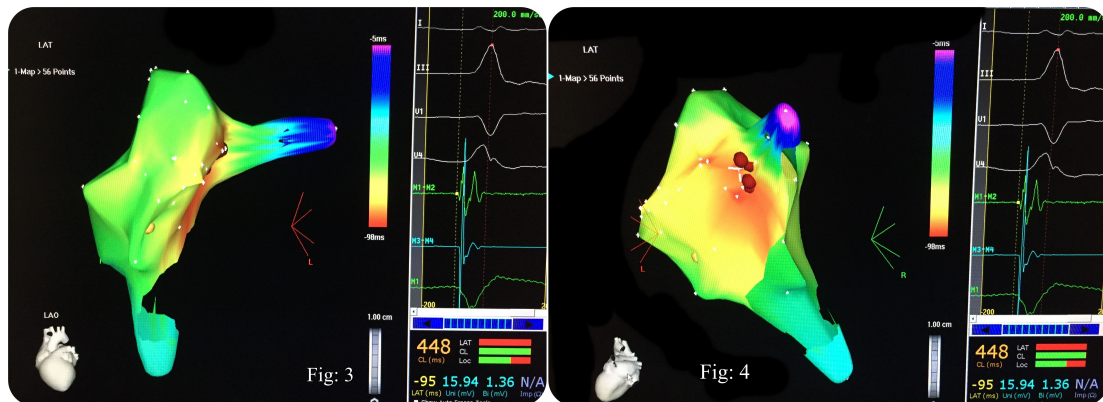 200.0 mm/s
LAT
1-Map > 56 Points
-5ms
-98ms
I
III
V1
V4
M1-M2
M3-M4
M1
-200
L
LAO
1.00 cm
448
CL (ms)
LAT
CL
Loc
-95 15.94 1.36 N/A
LAT (ms) Uni (mV) Bi (mV) Imp (Ω)
Fig: 3
200.0 mm/s
LAT
1-Map > 56 Points
-5ms
-98ms
I
III
V1
V4
M1-M2
M3-M4
M1
-200
L
R
1.00 cm
448
CL (ms)
LAT
CL
Loc
-95 15.94 1.36 N/A
LAT (ms) Uni (mV) Bi (mV) Imp (Ω)
Fig: 4